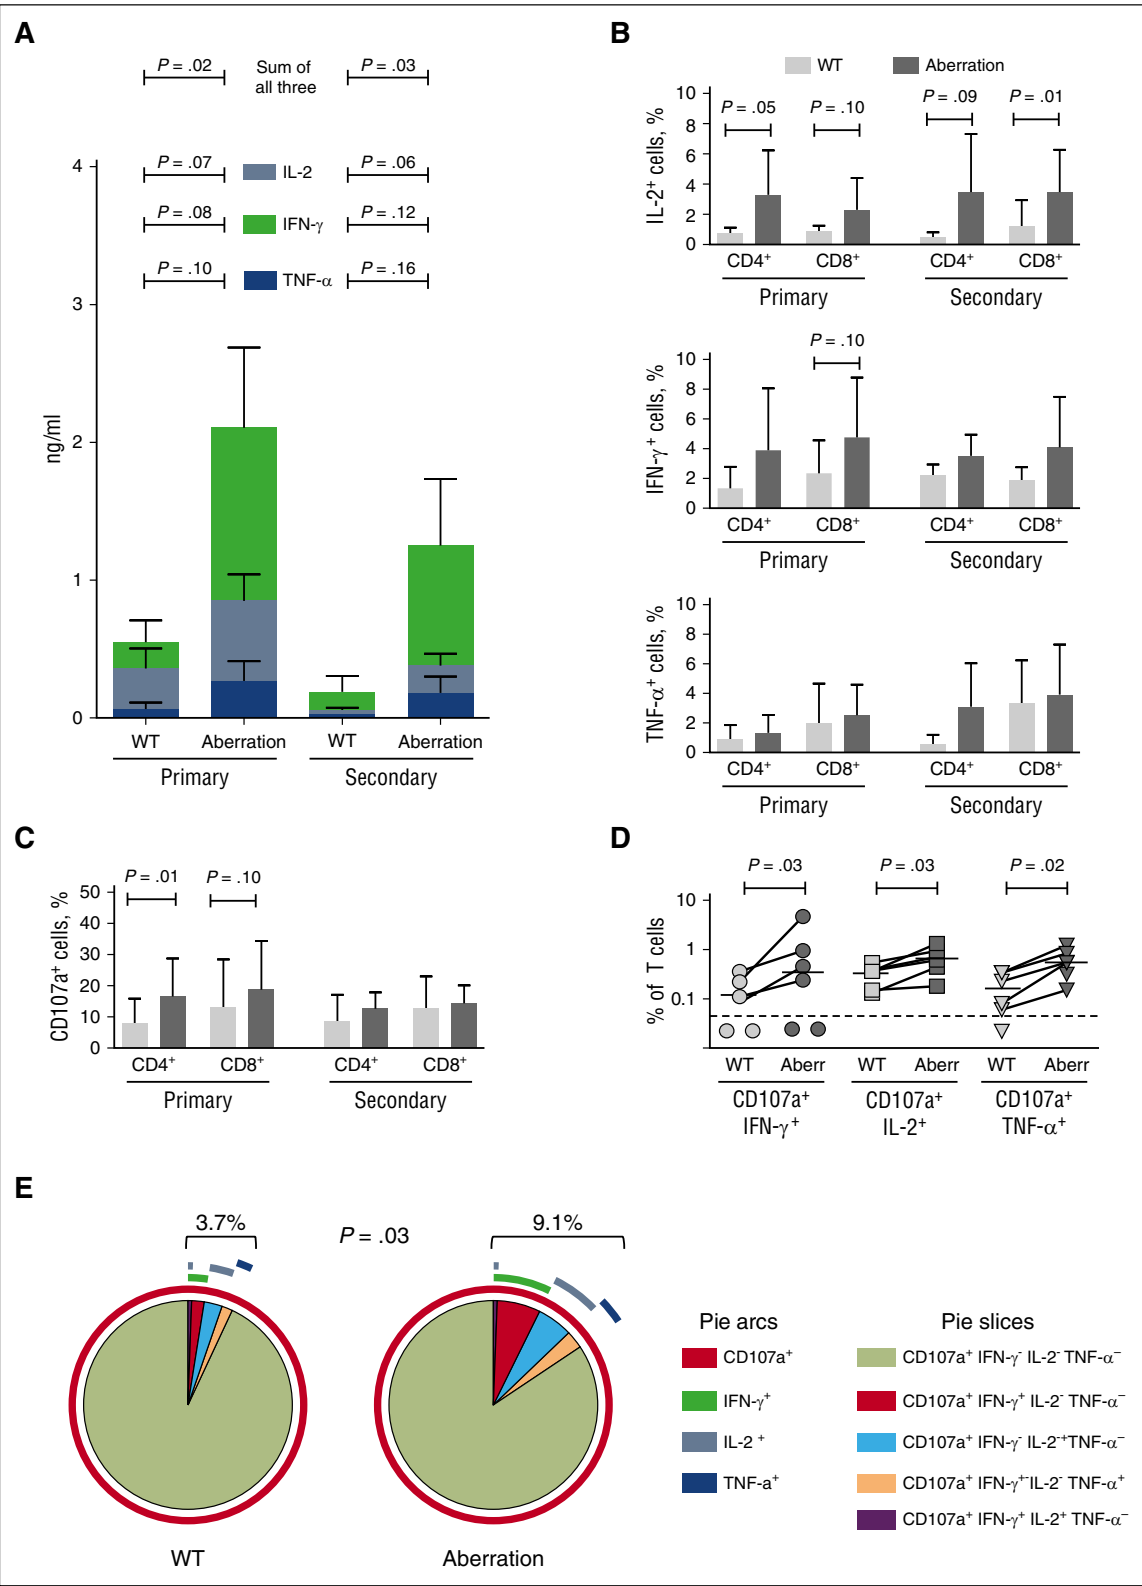 A
P = .02
Sum of
all three
P = .03
4
P = .07
IL-2
P = .06
P = .08
IFN-γ
P = .12
P = .10
TNF-α
P = .16
3
2
1
0
ng/ml
WT
Aberration
WT
Aberration
Primary
Secondary
B
WT
Aberration
IL-2⁺ cells, %
10
8
6
4
2
0
P = .05
P = .10
P = .09
P = .01
CD4⁺
CD8⁺
CD4⁺
CD8⁺
Primary
Secondary
IFN-γ⁺ cells, %
10
8
6
4
2
0
P = .10
CD4⁺
CD8⁺
CD4⁺
CD8⁺
Primary
Secondary
TNF-α⁺ cells, %
10
8
6
4
2
0
CD4⁺
CD8⁺
CD4⁺
CD8⁺
Primary
Secondary
C
CD107a⁺ cells, %
50
40
30
20
10
0
P = .01
P = .10
CD4⁺
CD8⁺
CD4⁺
CD8⁺
Primary
Secondary
D
% of T cells
10
1
0.1
P = .03
P = .03
P = .02
WT
Aberr
WT
Aberr
WT
Aberr
CD107a⁺
IFN-γ⁺
CD107a⁺
IL-2⁺
CD107a⁺
TNF-α⁺
E
3.7%
P = .03
9.1%
WT
Aberration
Pie arcs
CD107a⁺
IFN-γ⁺
IL-2 ⁺
TNF-a⁺
Pie slices
CD107a⁺ IFN-γ⁻ IL-2⁻ TNF-α⁻
CD107a⁺ IFN-γ⁺ IL-2⁻ TNF-α⁻
CD107a⁺ IFN-γ⁻ IL-2⁻⁺TNF-α⁻
CD107a⁺ IFN-γ⁺⁻IL-2⁻ TNF-α⁺
CD107a⁺ IFN-γ⁺ IL-2⁺ TNF-α⁻